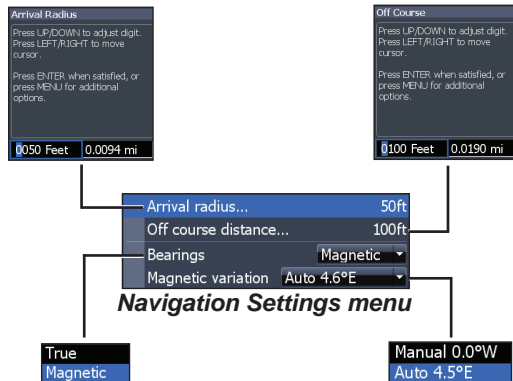 Arrival Radius
Press UP/DOWN to adjust digit.
Press LEFT/RIGHT to move
cursor.
Press ENTER when satisfied, or
press MENU for additional
options.
0050 Feet 0.0094 mi
Off Course
Press UP/DOWN to adjust digit.
Press LEFT/RIGHT to move
cursor.
Press ENTER when satisfied, or
press MENU for additional
options.
0100 Feet 0.0190 mi
Arrival radius... 50ft
Off course distance... 100ft
Bearings Magnetic
Magnetic variation Auto 4.6°E
Navigation Settings menu
True
Magnetic
Manual 0.0°W
Auto 4.5°E